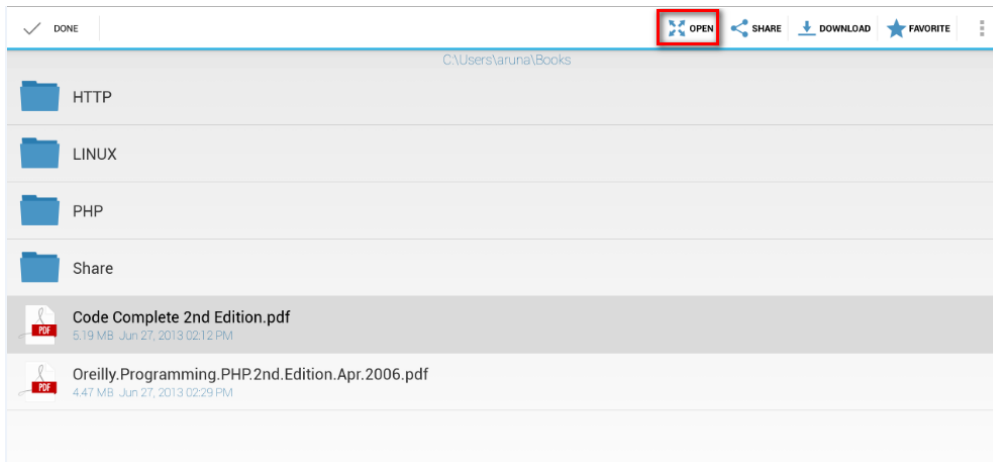 DONE
OPEN SHARE DOWNLOAD FAVORITE
C:\Users\aruna\Books
HTTP
LINUX
PHP
Share
Code Complete 2nd Edition.pdf
PDF
5.19 MB Jun 27, 2013 02:12 PM
Oreilly.Programming.PHP.2nd.Edition.Apr.2006.pdf
PDF
4.47 MB Jun 27, 2013 02:29 PM